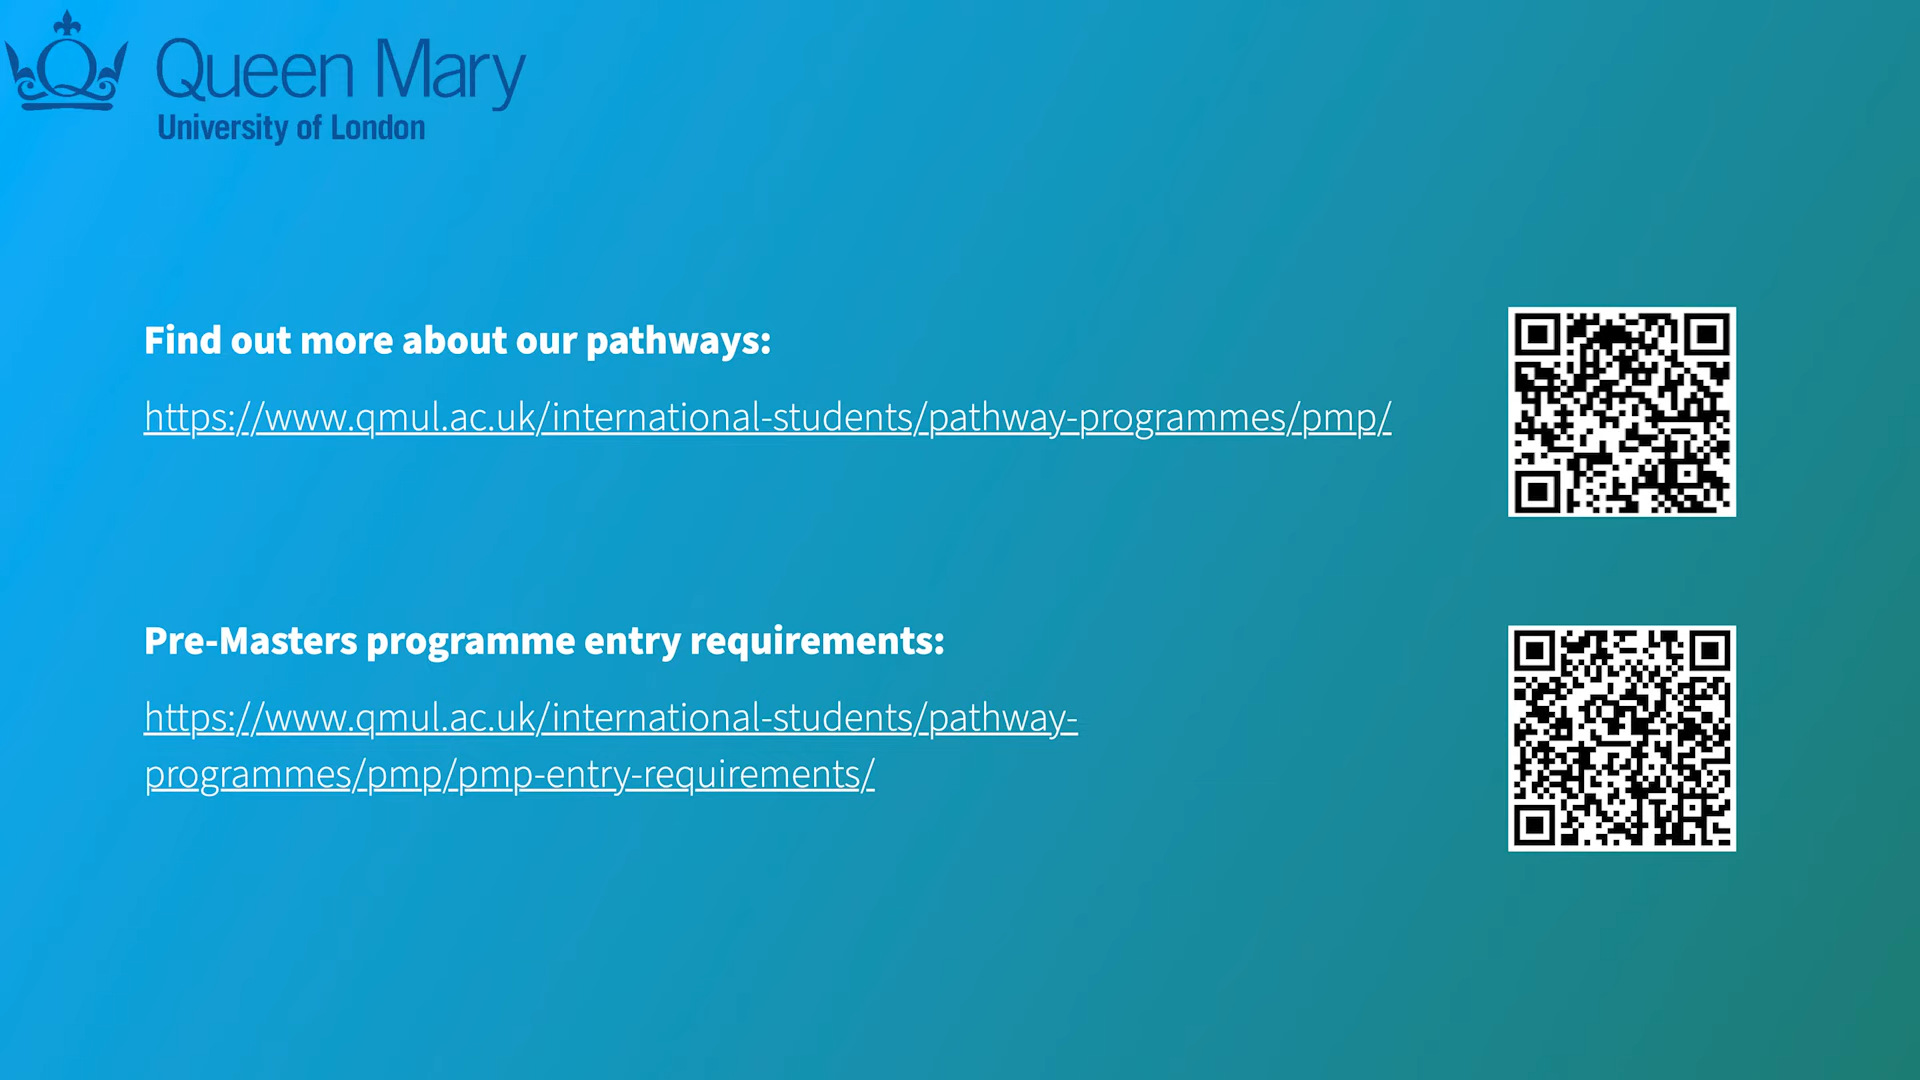 Queen Mary
University of London
Find out more about our pathways:
https://www.qmul.ac.uk/international-students/pathway-programmes/pmp/
Pre-Masters programme entry requirements:
https://www.qmul.ac.uk/international-students/pathway-
programmes/pmp/pmp-entry-requirements/